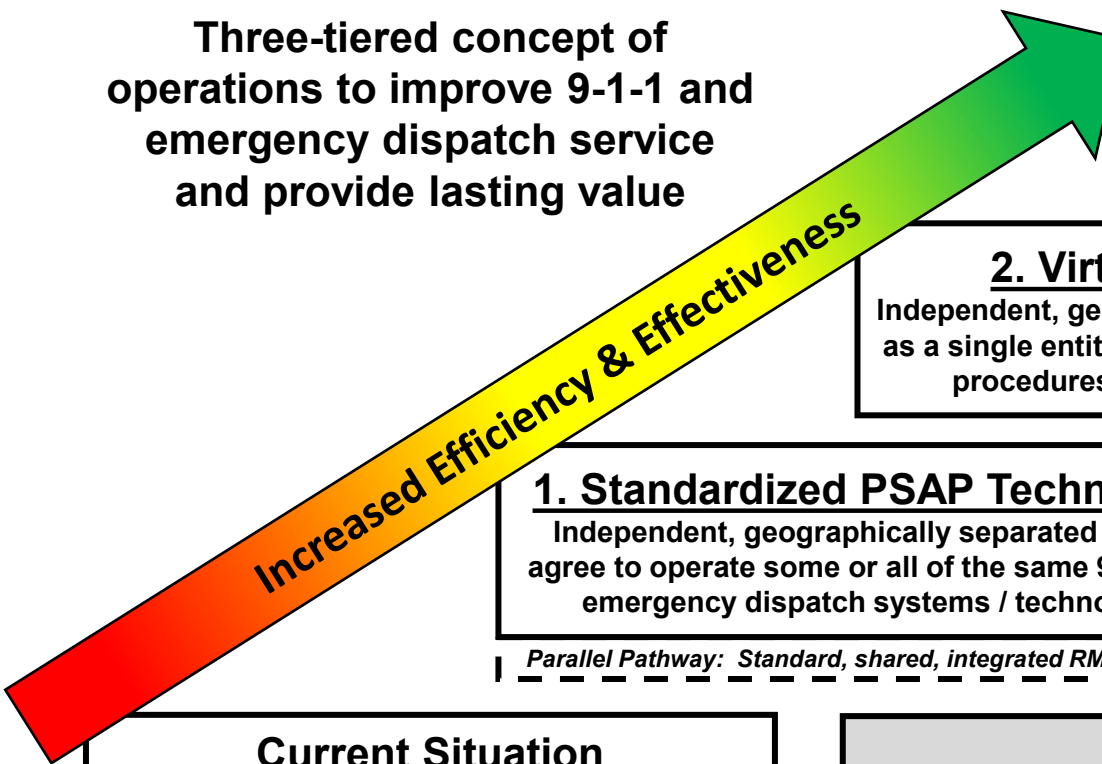 Three-tiered concept of
operations to improve 9-1-1 and
emergency dispatch service
and provide lasting value
Increased Efficiency & Effectiveness
2. Virt
Independent, ge
as a single entit
procedures
1. Standardized PSAP Techn
Independent, geographically separated
agree to operate some or all of the same 9
emergency dispatch systems / techno
Parallel Pathway: Standard, shared, integrated RM
Current Situation